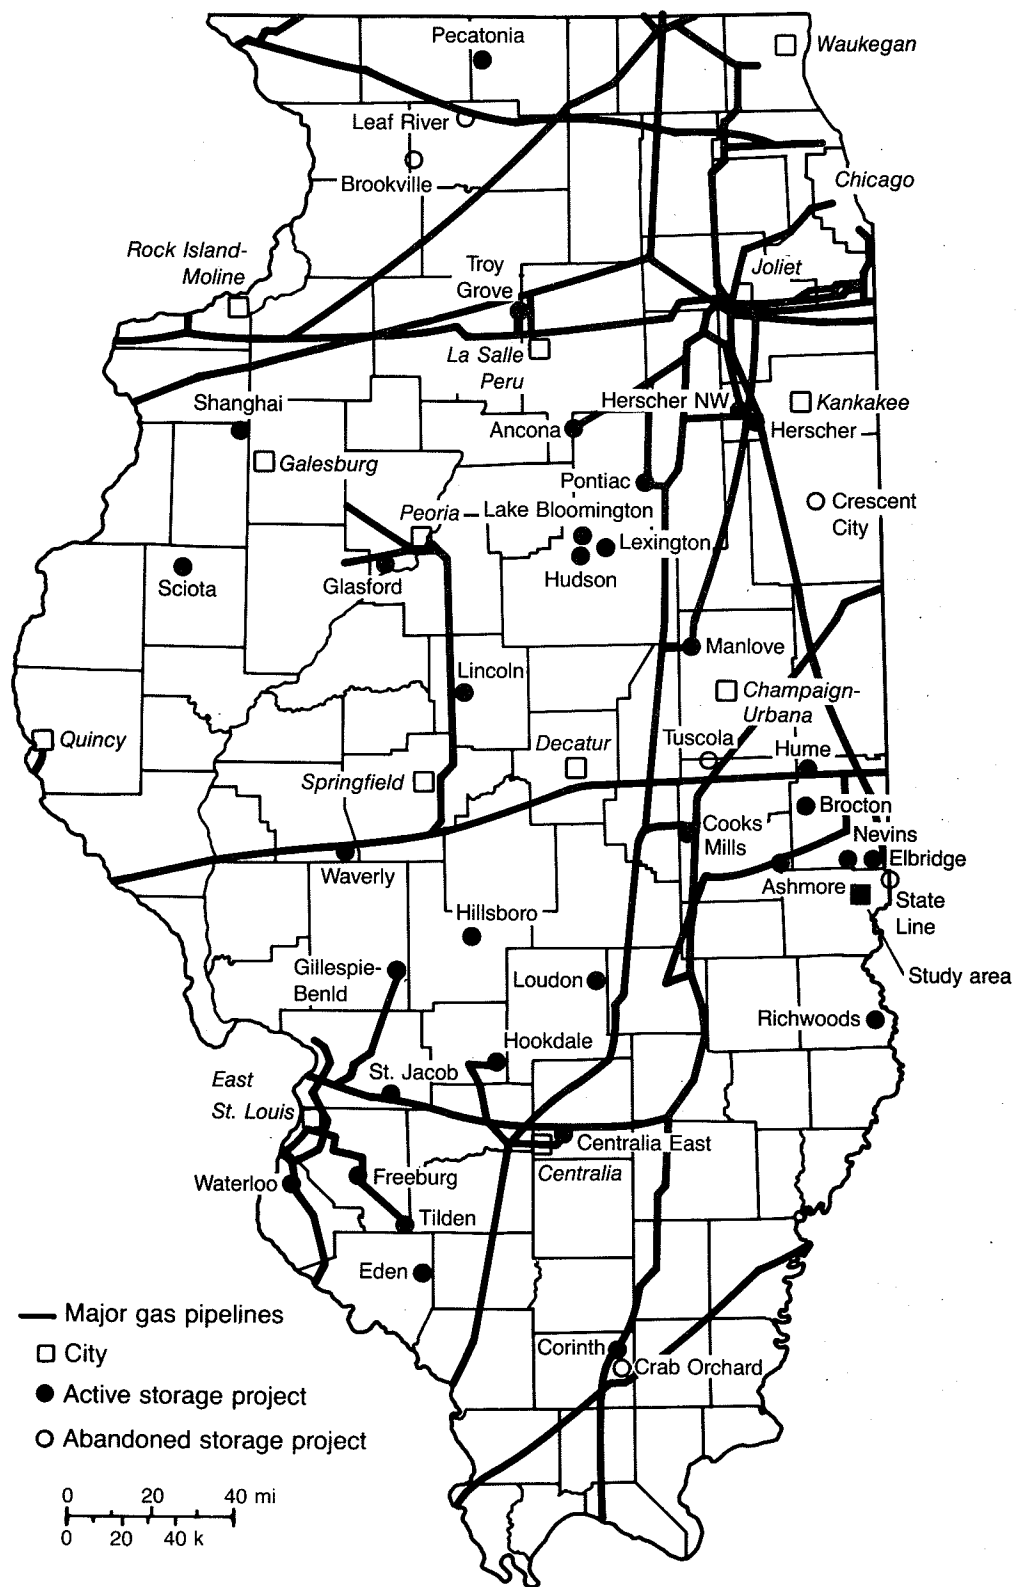 Pecatonia
Waukegan
Leaf River
Brookville
Chicago
Rock Island-
Moline
Troy
Grove
Joliet
La Salle
Peru
Shanghai
Herscher NW
Kankakee
Ancona
Herscher
Galesburg
Pontiac
Crescent
City
Peoria
Lake Bloomington
Lexington
Sciota
Glasford
Hudson
Manlove
Lincoln
Champaign-
Urbana
Quincy
Decatur
Tuscola
Hume
Springfield
Brocton
Cooks
Mills
Nevins
Elbridge
Waverly
Ashmore
State
Line
Hillsboro
Gillespie-
Benld
Loudon
Study area
Richwoods
Hookdale
East
St. Louis
St. Jacob
Centralia East
Centralia
Waterloo
Freeburg
Tilden
Eden
Major gas pipelines
City
Corinth
Crab Orchard
Active storage project
Abandoned storage project
0 20 40 mi
0 20 40 k